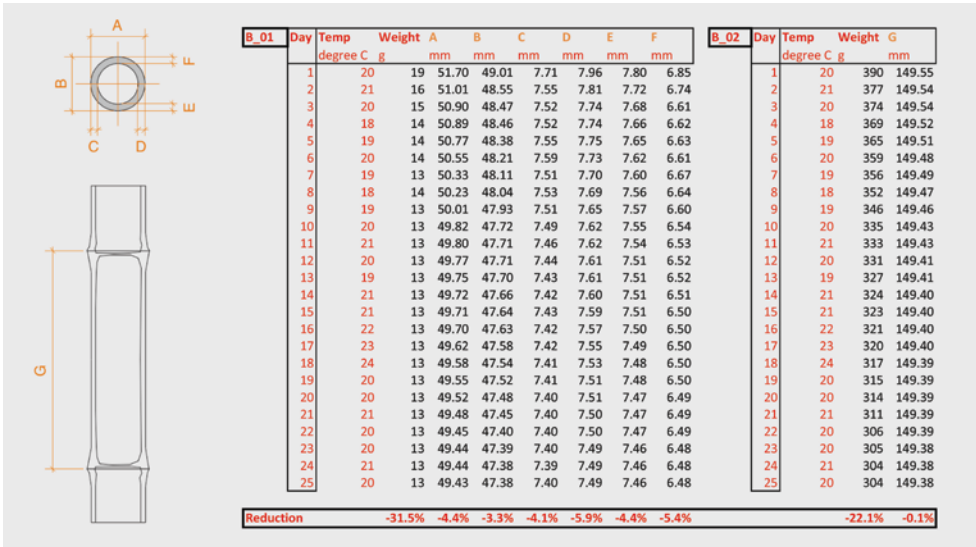 A
B
F
E
C D
G
B_01 Day Temp Weight A B C D E F
degree C g mm mm mm mm mm mm
1 20 19 51.70 49.01 7.71 7.96 7.80 6.85
2 21 16 51.01 48.55 7.55 7.81 7.72 6.74
3 20 15 50.90 48.47 7.52 7.74 7.68 6.61
4 18 14 50.89 48.46 7.52 7.74 7.66 6.62
5 19 14 50.77 48.38 7.55 7.75 7.65 6.63
6 20 14 50.55 48.21 7.59 7.73 7.62 6.61
7 19 13 50.33 48.11 7.51 7.70 7.60 6.67
8 18 14 50.23 48.04 7.53 7.69 7.56 6.64
9 19 13 50.01 47.93 7.51 7.65 7.57 6.60
10 20 13 49.82 47.72 7.49 7.62 7.55 6.54
11 21 13 49.80 47.71 7.46 7.62 7.54 6.53
12 20 13 49.77 47.71 7.44 7.61 7.51 6.52
13 19 13 49.75 47.70 7.43 7.61 7.51 6.52
14 21 13 49.72 47.66 7.42 7.60 7.51 6.51
15 21 13 49.71 47.64 7.43 7.59 7.51 6.50
16 22 13 49.70 47.63 7.42 7.57 7.50 6.50
17 23 13 49.62 47.58 7.42 7.55 7.49 6.50
18 24 13 49.58 47.54 7.41 7.53 7.48 6.50
19 20 13 49.55 47.52 7.41 7.51 7.48 6.50
20 20 13 49.52 47.48 7.40 7.51 7.47 6.49
21 21 13 49.48 47.45 7.40 7.50 7.47 6.49
22 20 13 49.45 47.40 7.40 7.50 7.47 6.49
23 20 13 49.44 47.39 7.40 7.49 7.46 6.48
24 21 13 49.44 47.38 7.39 7.49 7.46 6.48
25 20 13 49.43 47.38 7.40 7.49 7.46 6.48
B_02 Day Temp Weight G
degree C g mm
1 20 390 149.55
2 21 377 149.54
3 20 374 149.54
4 18 369 149.52
5 19 365 149.51
6 20 359 149.48
7 19 356 149.49
8 18 352 149.47
9 19 346 149.46
10 20 335 149.43
11 21 333 149.43
12 20 331 149.41
13 19 327 149.41
14 21 324 149.40
15 21 323 149.40
16 22 321 149.40
17 23 320 149.40
18 24 317 149.39
19 20 315 149.39
20 20 314 149.39
21 21 311 149.39
22 20 306 149.39
23 20 305 149.38
24 21 304 149.38
25 20 304 149.38
Reduction -31.5% -4.4% -3.3% -4.1% -5.9% -4.4% -5.4% -22.1% -0.1%